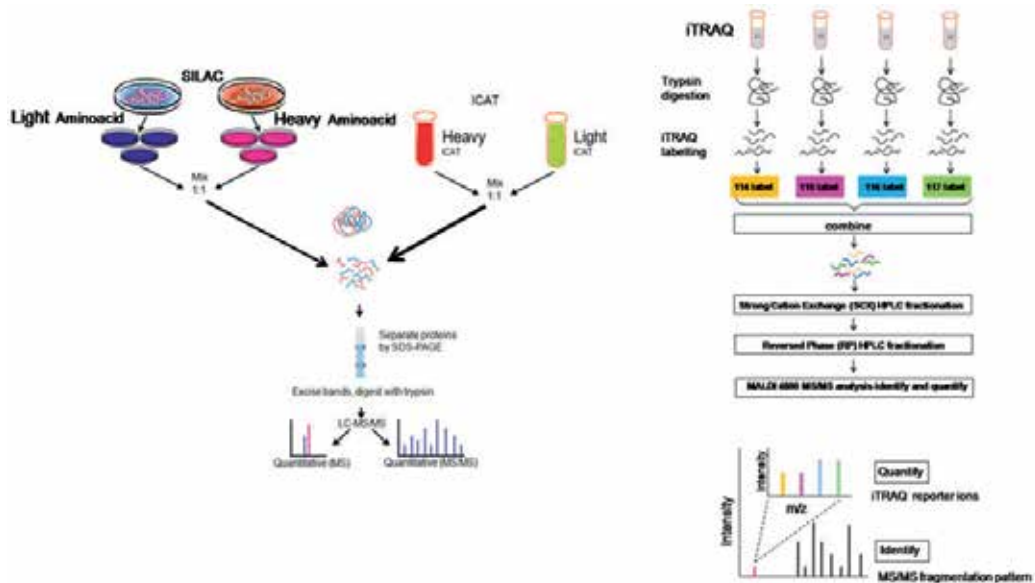 SILAC
Light Aminoacid
Heavy Aminoacid
Mix
1:1
ICAT
Heavy
ICAT
Light
ICAT
Mix
1:1
Separate proteins
by SDS-PAGE
Excise bands, digest with trypsin
LC-MS/MS
Quantitative (MS)
Quantitative (MS/MS)
iTRAQ
Trypsin
digestion
iTRAQ
labelling
114 label
115 label
116 label
117 label
combine
Strong Cation Exchange (SCX) HPLC fractionation
Reversed Phase (RP) HPLC fractionation
MALDI 4800 MS/MS analysis-identify and quantify
Intensity
Intensity
m/z
Quantify
iTRAQ reporter ions
Identify
MS/MS fragmentation pattern